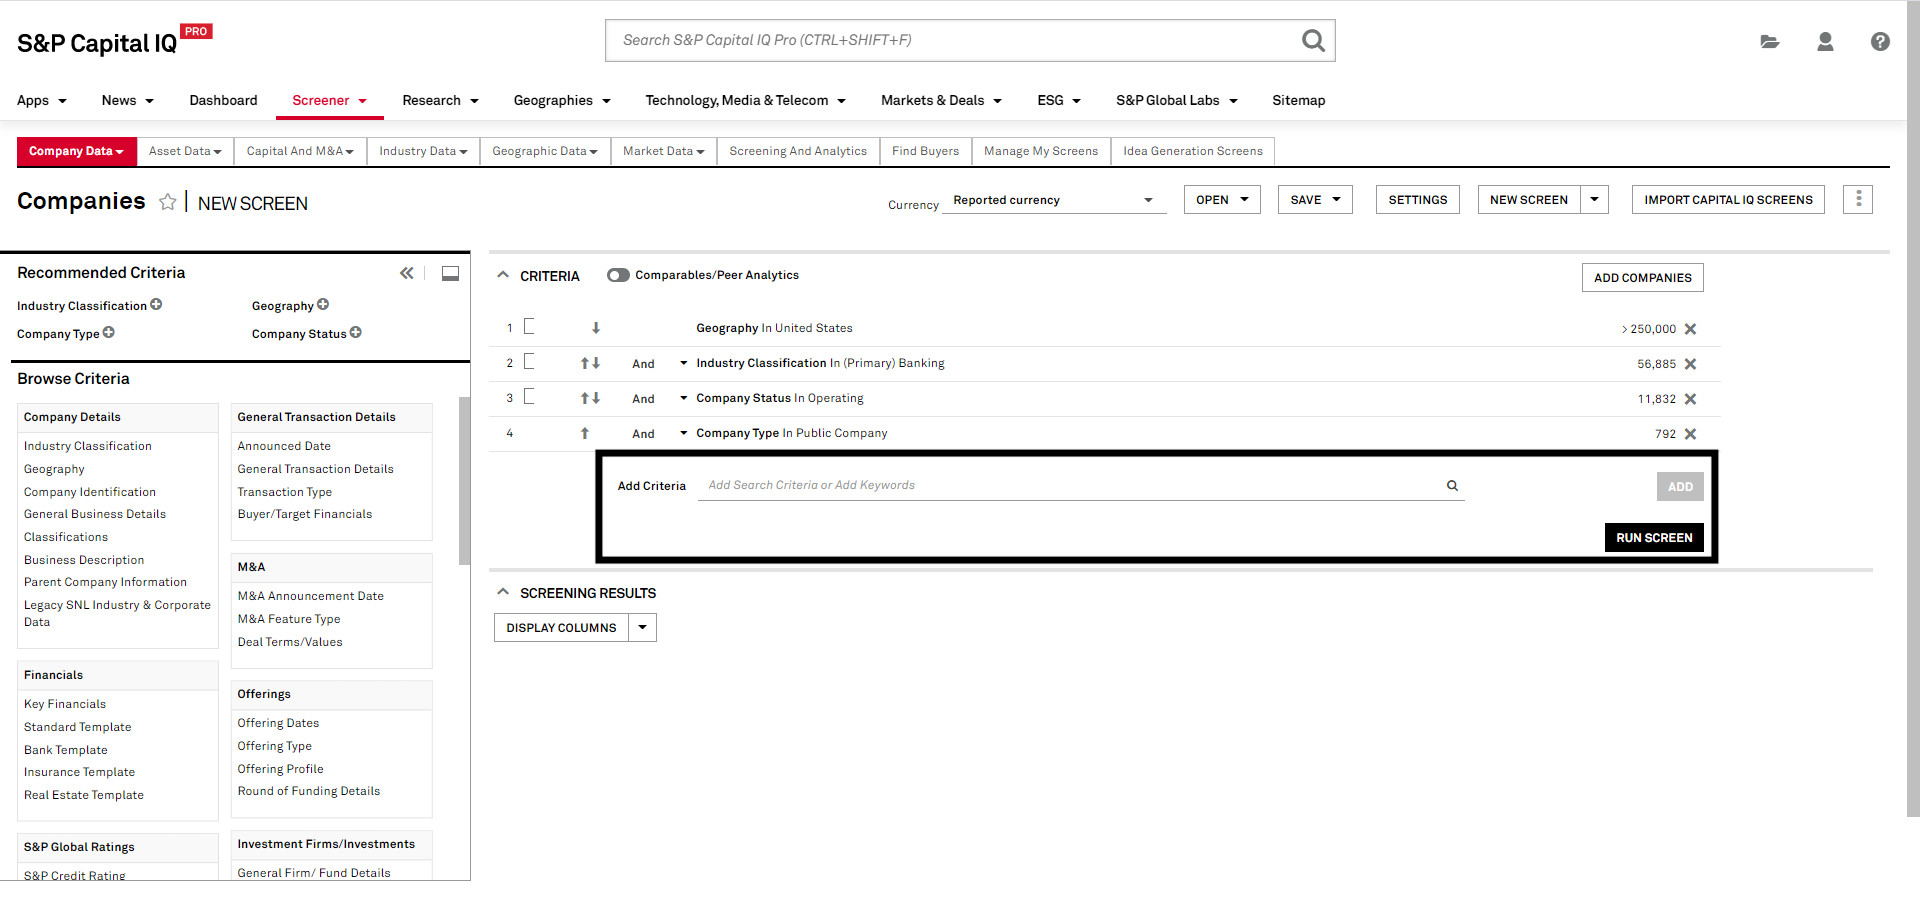 S&P Capital IQ PRO
Search S&P Capital IQ Pro (CTRL+SHIFT+F)
Apps News Dashboard Screener Research Geographies Technology, Media & Telecom Markets & Deals ESG S&P Global Labs Sitemap
Company Data Asset Data Capital And M&A Industry Data Geographic Data Market Data Screening And Analytics Find Buyers Manage My Screens Idea Generation Screens
Companies NEW SCREEN
Currency Reported currency OPEN SAVE SETTINGS NEW SCREEN IMPORT CAPITAL IQ SCREENS
Recommended Criteria
Industry Classification Geography
Company Type Company Status
Browse Criteria
Company Details
Industry Classification
Geography
Company Identification
General Business Details
Classifications
Business Description
Parent Company Information
Legacy SNL Industry & Corporate
Data
Financials
Key Financials
Standard Template
Bank Template
Insurance Template
Real Estate Template
S&P Global Ratings
S&P Credit Rating
General Transaction Details
Announced Date
General Transaction Details
Transaction Type
Buyer/Target Financials
M&A
M&A Announcement Date
M&A Feature Type
Deal Terms/Values
Offerings
Offering Dates
Offering Type
Offering Profile
Round of Funding Details
Investment Firms/Investments
General Firm/ Fund Details
CRITERIA Comparables/Peer Analytics ADD COMPANIES
1 Geography In United States > 250,000
2 And Industry Classification In (Primary) Banking 56,885
3 And Company Status In Operating 11,832
4 And Company Type In Public Company 792
Add Criteria Add Search Criteria or Add Keywords ADD
RUN SCREEN
SCREENING RESULTS
DISPLAY COLUMNS